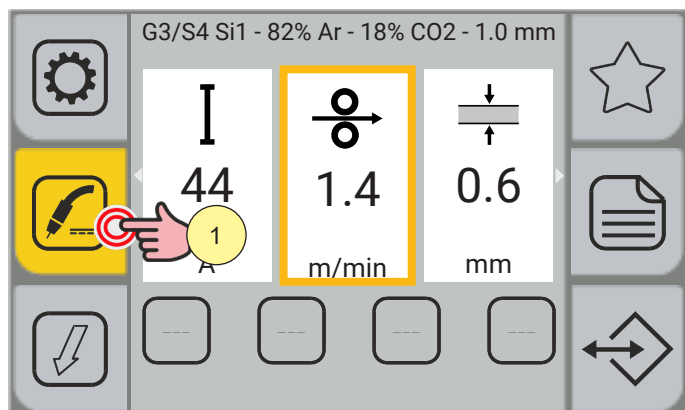 G3/S4 Si1 - 82% Ar - 18% CO2 - 1.0 mm
44 1.4 0.6
1
A m/min mm
--- --- --- ---